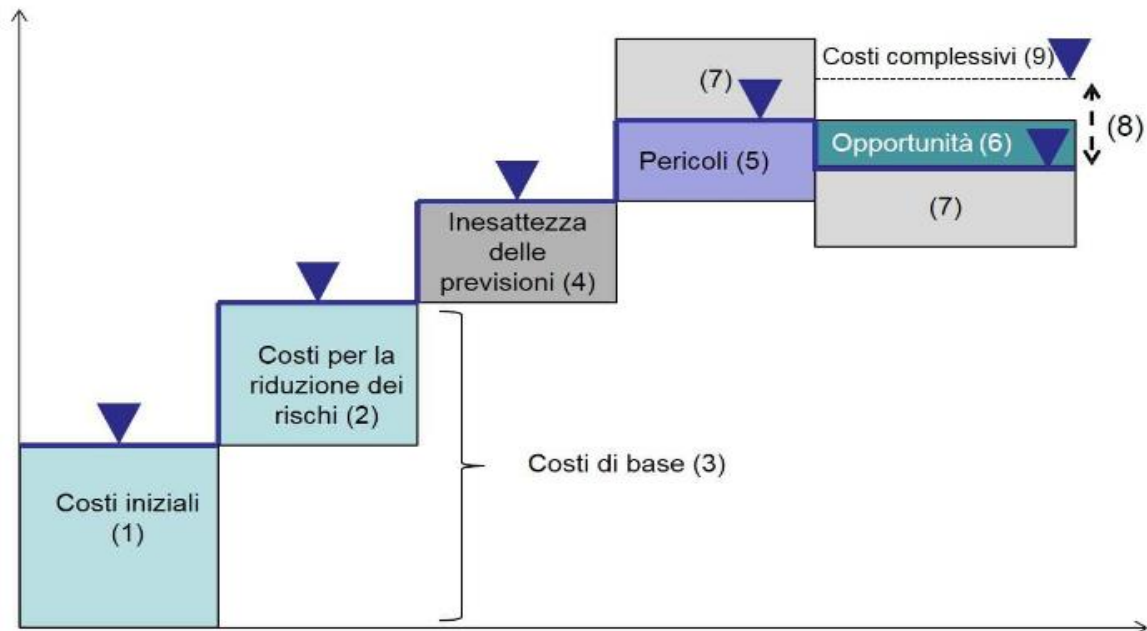 Costi complessivi (9)
(7)
(8)
Opportunità (6)
Pericoli (5)
(7)
Inesattezza
delle
previsioni (4)
Costi per la
riduzione dei
rischi (2)
Costi di base (3)
Costi iniziali
(1)